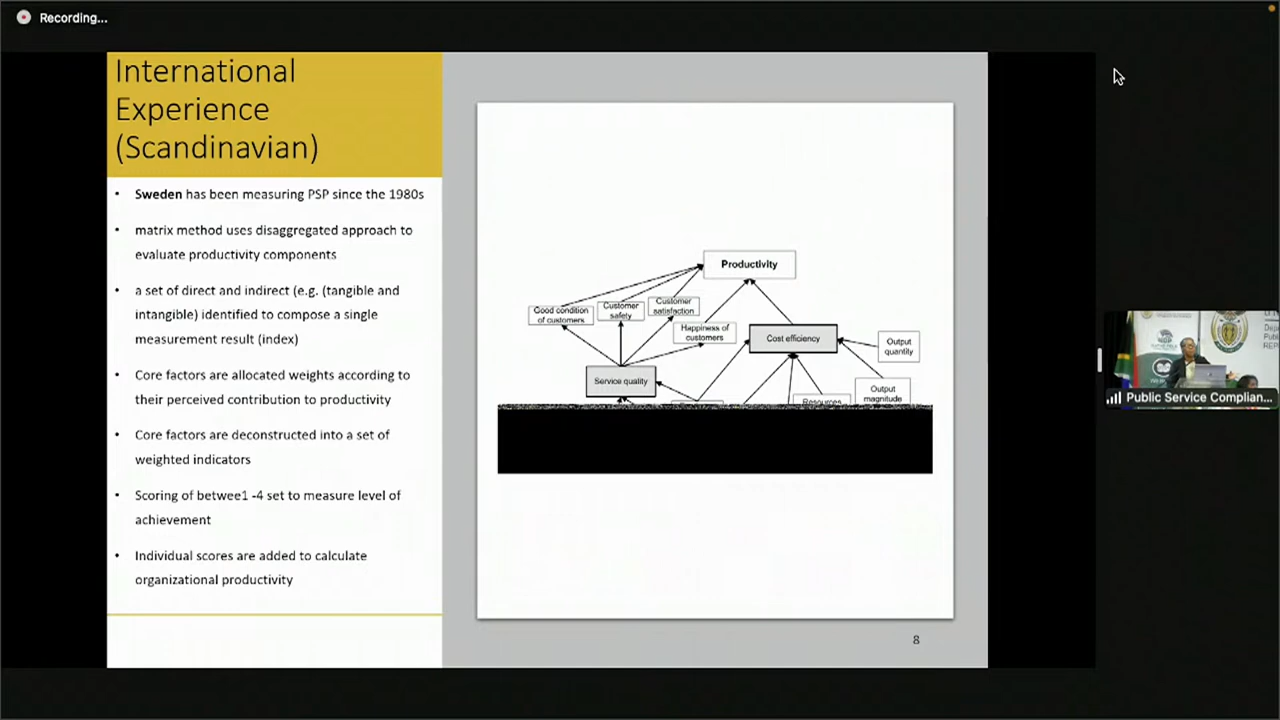 Recording...
International
Experience
(Scandinavian)
• Sweden has been measuring PSP since the 1980s
• matrix method uses disaggregated approach to
evaluate productivity components
• a set of direct and indirect (e.g. (tangible and
intangible) identified to compose a single
measurement result (index)
• Core factors are allocated weights according to
their perceived contribution to productivity
• Core factors are deconstructed into a set of
weighted indicators
• Scoring of betwee1 -4 set to measure level of
achievement
• Individual scores are added to calculate
organizational productivity
Productivity
Good condition
of customers
Customer
safety
Customer
satisfaction
Happiness of
customers
Cost efficiency
Output
quantity
Service quality
Output
magnitude
Resources
8
Public Service Complian...